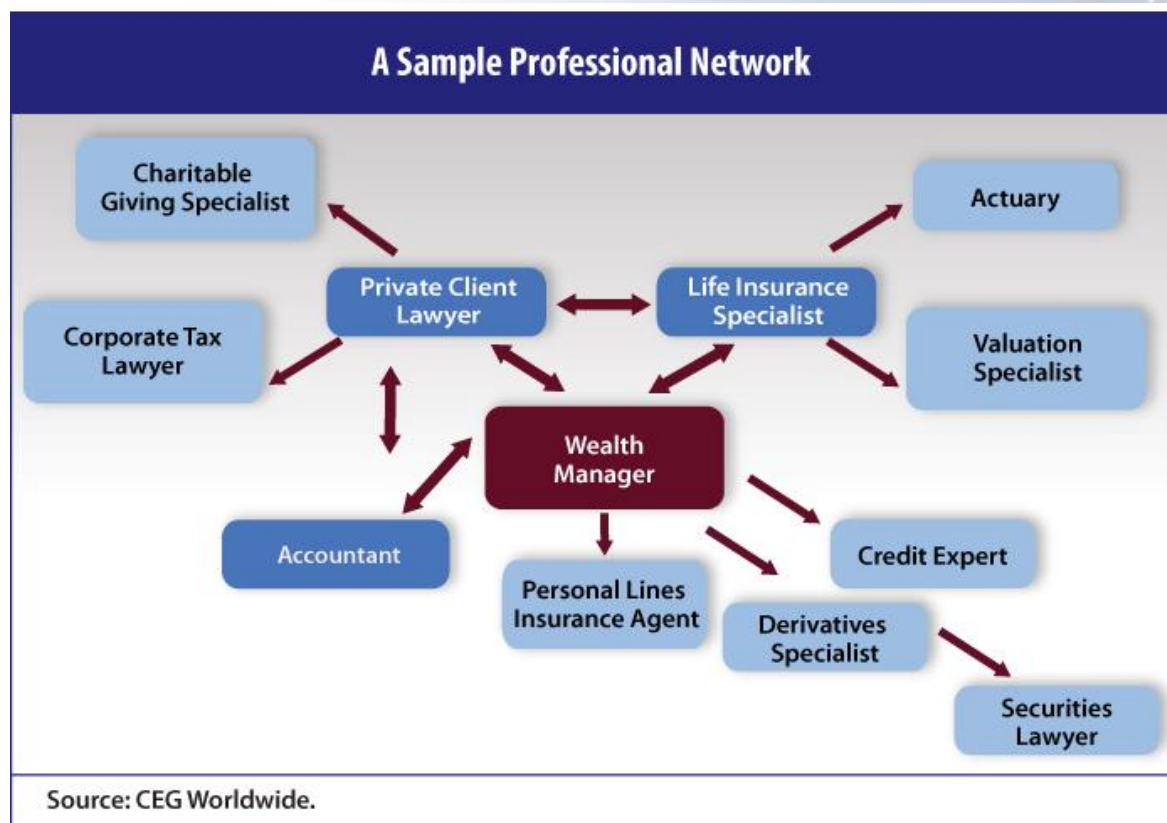 A Sample Professional Network
Charitable
Giving Specialist
Actuary
Private Client
Lawyer
Life Insurance
Specialist
Corporate Tax
Lawyer
Valuation
Specialist
Wealth
Manager
Accountant
Credit Expert
Personal Lines
Insurance Agent
Derivatives
Specialist
Securities
Lawyer
Source: CEG Worldwide.